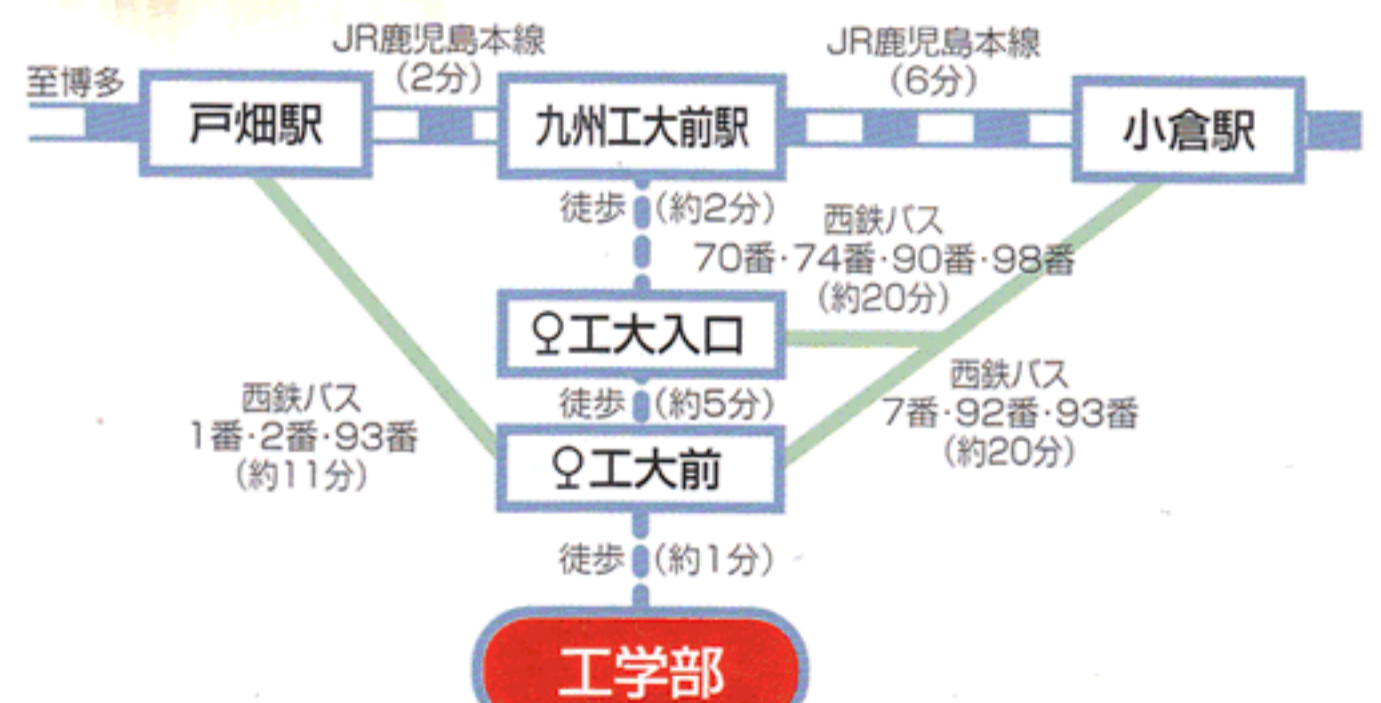 JR鹿児島本線
(2分)
JR鹿児島本線
(6分)
至博多
戸畑駅
九州工大前駅
小倉駅
徒歩 (約2分)
西鉄バス
70番・74番・90番・98番
(約20分)
工大入口
徒歩 (約5分)
西鉄バス
7番・92番・93番
(約20分)
西鉄バス
1番・2番・93番
(約11分)
工大前
徒歩 (約1分)
工学部